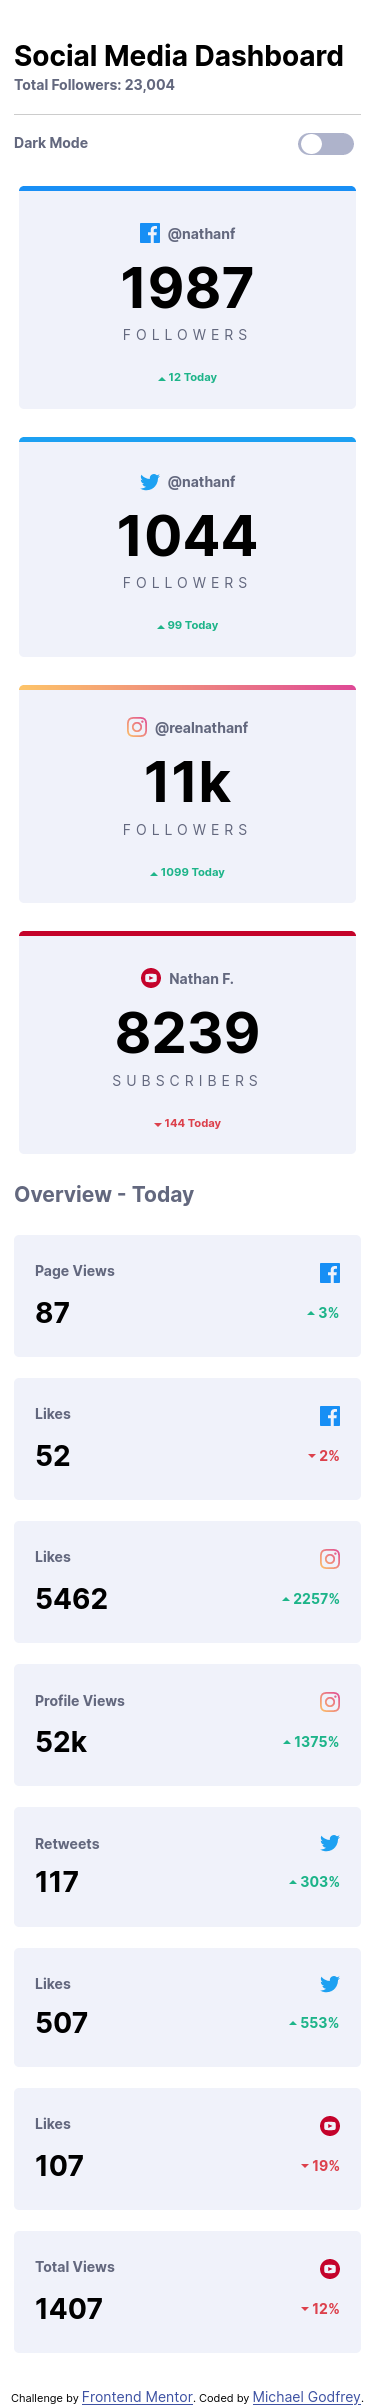 Social Media Dashboard
Total Followers: 23,004
Dark Mode
@nathanf
1987
FOLLOWERS
12 Today
@nathanf
1044
FOLLOWERS
99 Today
@realnathanf
11k
FOLLOWERS
1099 Today
Nathan F.
8239
SUBSCRIBERS
144 Today
Overview - Today
Page Views
87 3%
Likes
52 2%
Likes
5462 2257%
Profile Views
52k 1375%
Retweets
117 303%
Likes
507 553%
Likes
107 19%
Total Views
1407 12%
Challenge by Frontend Mentor. Coded by Michael Godfrey.